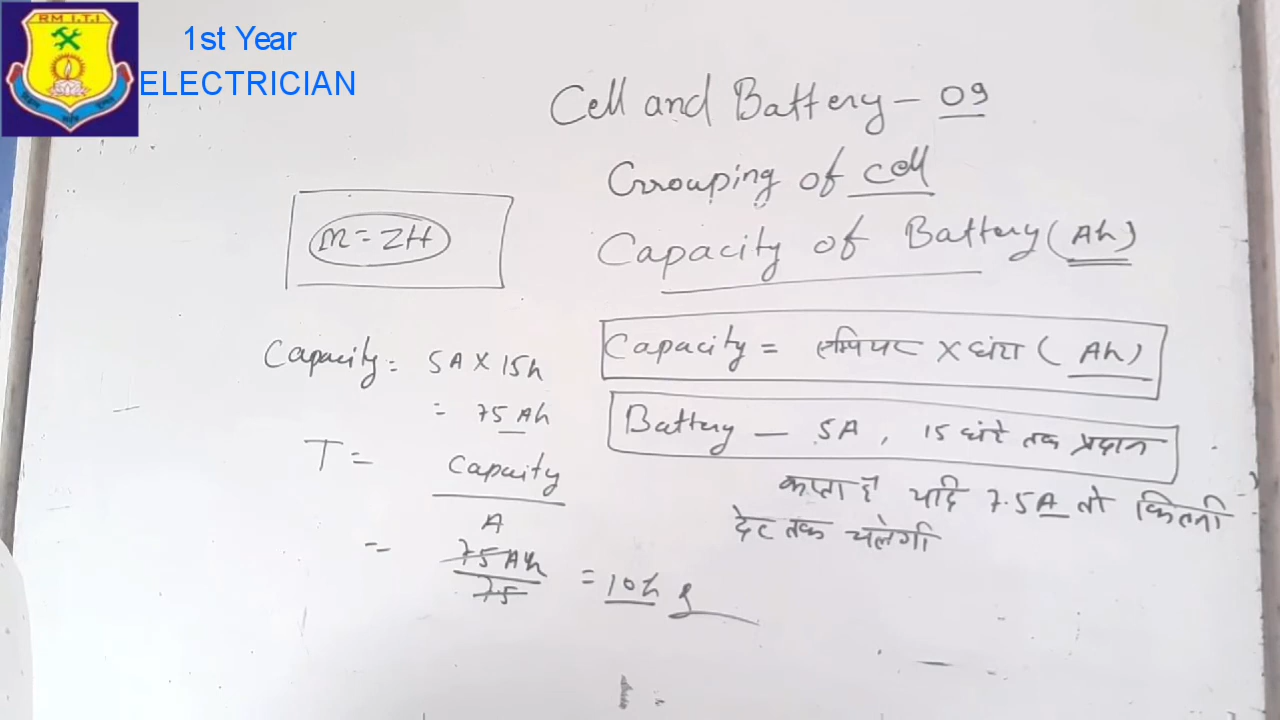 RM I.T.I
1st Year
ELECTRICIAN
Cell and Battery - 09
Grouping of cell
Capacity of Battery (Ah)
m = ZIt
Capacity = एम्पियर × घंटा (Ah)
Battery - 5A, 15 घंटे तक प्रदान
करता है यदि 7.5A तो कितनी
देर तक चलेगी
Capacity = 5A × 15h
= 75 Ah
T = Capacity
A
= 75 Ah
7.5
= 10h